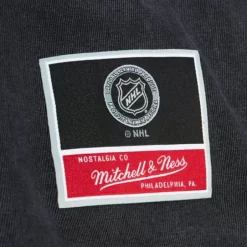 NHL
© NHL
NOSTALGIA CO
Mitchell & Ness
PHILADELPHIA, PA.